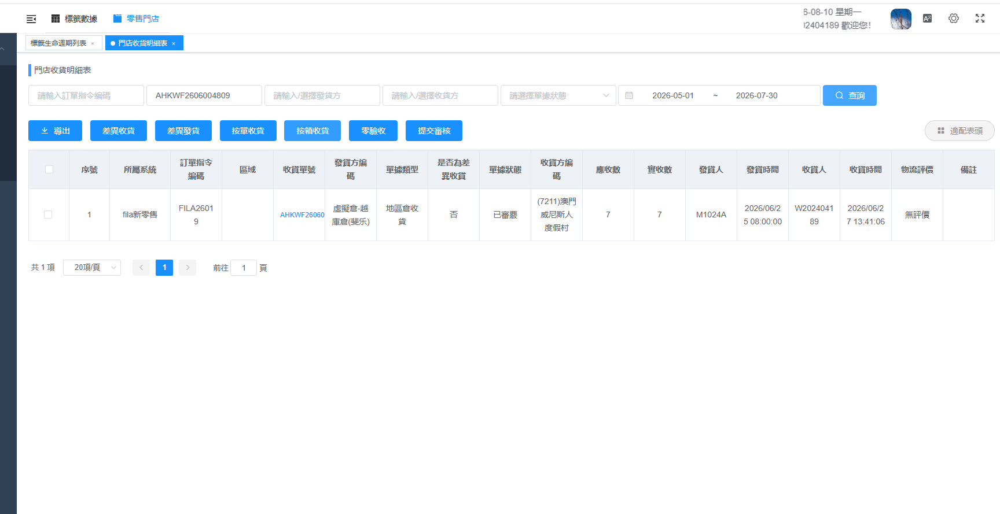 標籤數據 零售門店
6-08-10 星期一
02404189 歡迎您!
標籤生命週期列表 × 門店收貨明細表 ×
門店收貨明細表
請輸入訂單指令編碼 AHKWF2606004809 請輸入/選擇發貨方 請輸入/選擇收貨方 請選擇單據狀態 2026-05-01 ~ 2026-07-30 查詢
導出 差異收貨 差異發貨 按單收貨 按箱收貨 零驗收 提交審核 適配表頭
序號 所屬系統 訂單指令編碼 區域 收貨單號 發貨方編碼 單據類型 是否為差異收貨 單據狀態 收貨方編碼 應收數 實收數 發貨人 發貨時間 收貨人 收貨時間 物流評價 備註
1 fila新零售 FILA26019 AHKWF26060 虛擬倉-越庫倉(斐乐) 地區倉收貨 否 已審覈 (7211)澳門威尼斯人度假村 7 7 M1024A 2026/06/25 08:00:00 W202404189 2026/06/27 13:41:06 無評價
共 1 項 20項/頁 1 前往 1 頁